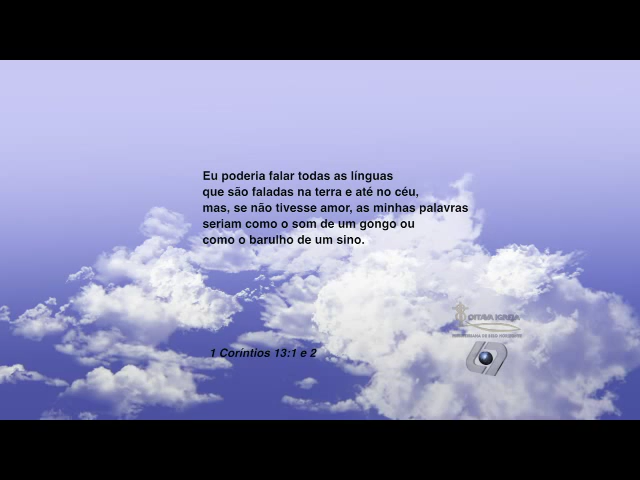 Eu poderia falar todas as línguas
que são faladas na terra e até no céu,
mas, se não tivesse amor, as minhas palavras
seriam como o som de um gongo ou
como o barulho de um sino.
OITAVA IGREJA
1 Coríntios 13:1 e 2